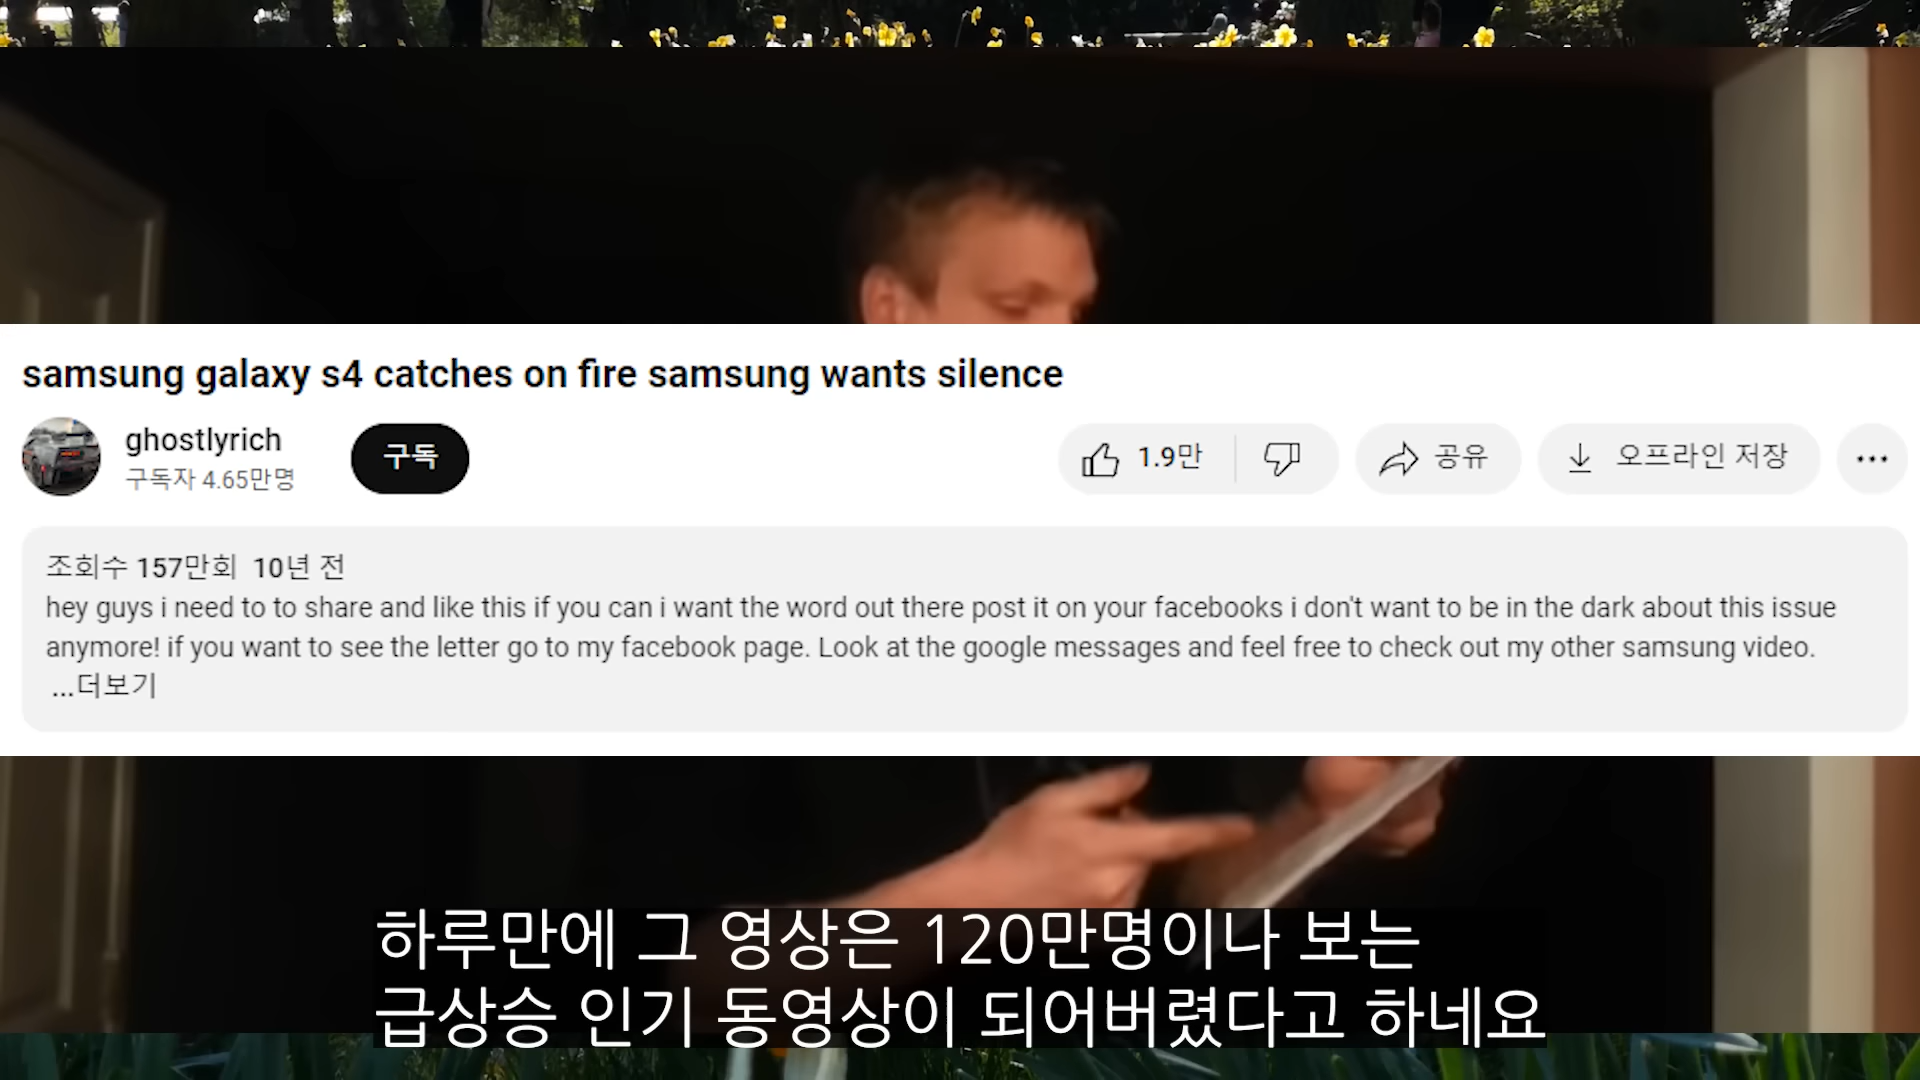 samsung galaxy s4 catches on fire samsung wants silence
ghostlyrich
구독자 4.65만명
구독
1.9만
공유
오프라인 저장
조회수 157만회 10년 전
hey guys i need to to share and like this if you can i want the word out there post it on your facebooks i don't want to be in the dark about this issue
anymore! if you want to see the letter go to my facebook page. Look at the google messages and feel free to check out my other samsung video.
...더보기
하루만에 그 영상은 120만명이나 보는
급상승 인기 동영상이 되어버렸다고 하네요